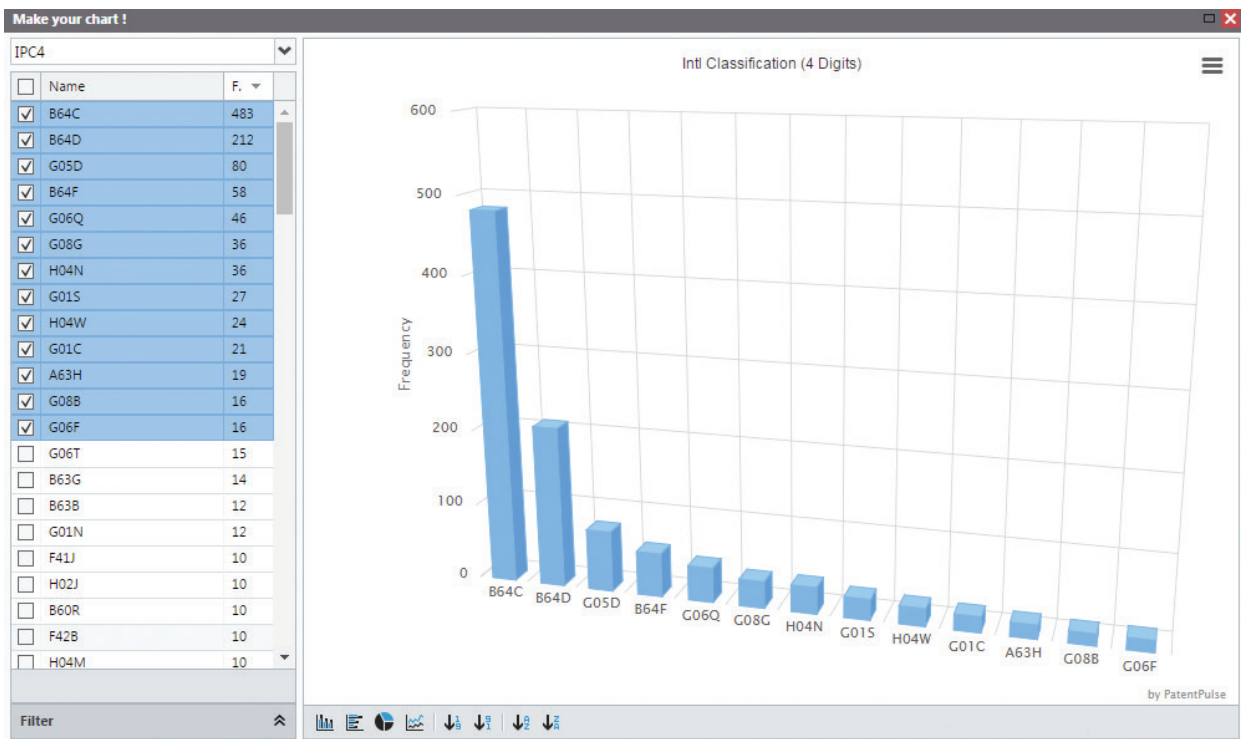 Make your chart !
IPC4
Name F.
B64C 483
B64D 212
G05D 80
B64F 58
G06Q 46
G08G 36
H04N 36
G01S 27
H04W 24
G01C 21
A63H 19
G08B 16
G06F 16
G06T 15
B63G 14
B63B 12
G01N 12
F41J 10
H02J 10
B60R 10
F42B 10
H04M 10
Filter
Intl Classification (4 Digits)
Frequency
600
500
400
300
200
100
0
B64C B64D G05D B64F G06Q G08G H04N G01S H04W G01C A63H G08B G06F
by PatentPulse